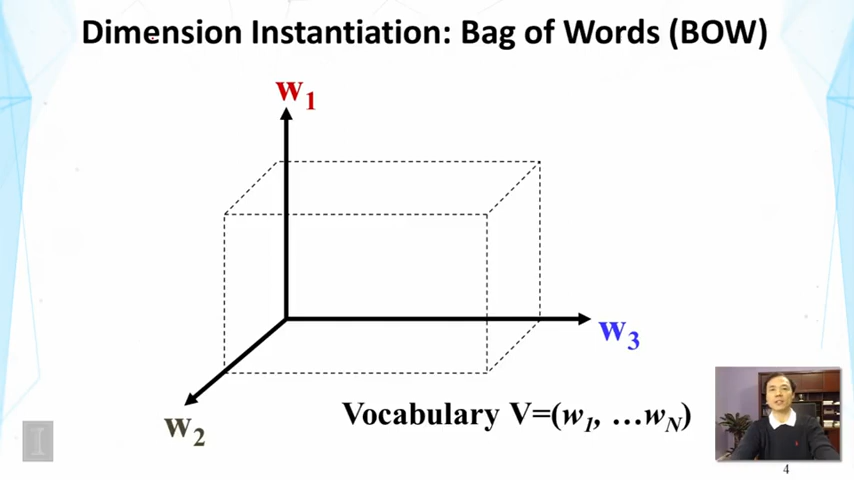 Dimension Instantiation: Bag of Words (BOW)
w1
w3
w2
Vocabulary V=(w1, …wN)
I
4